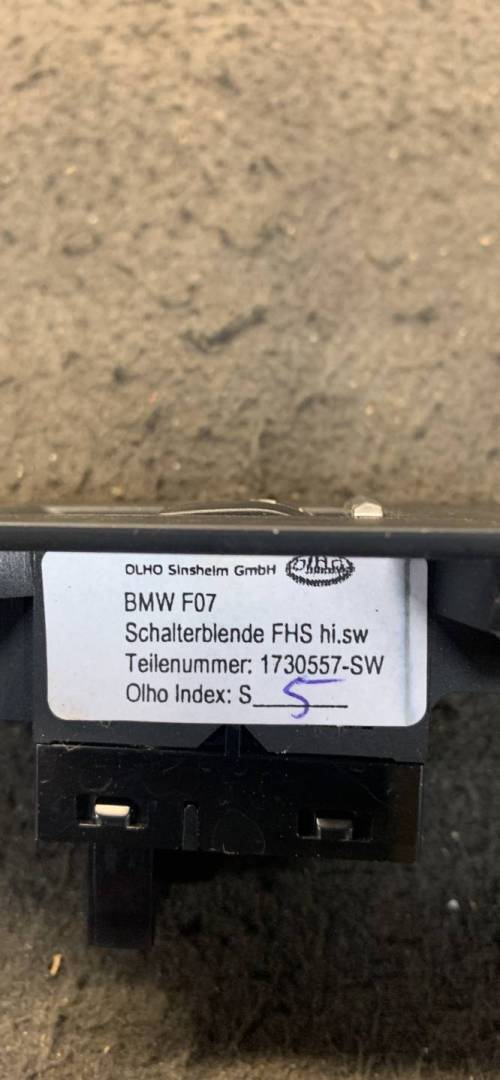 OLHO Sinsheim GmbH
BMW F07
Schalterblende FHS hi.sw
Teilenummer: 1730557-SW
Olho Index: S 5